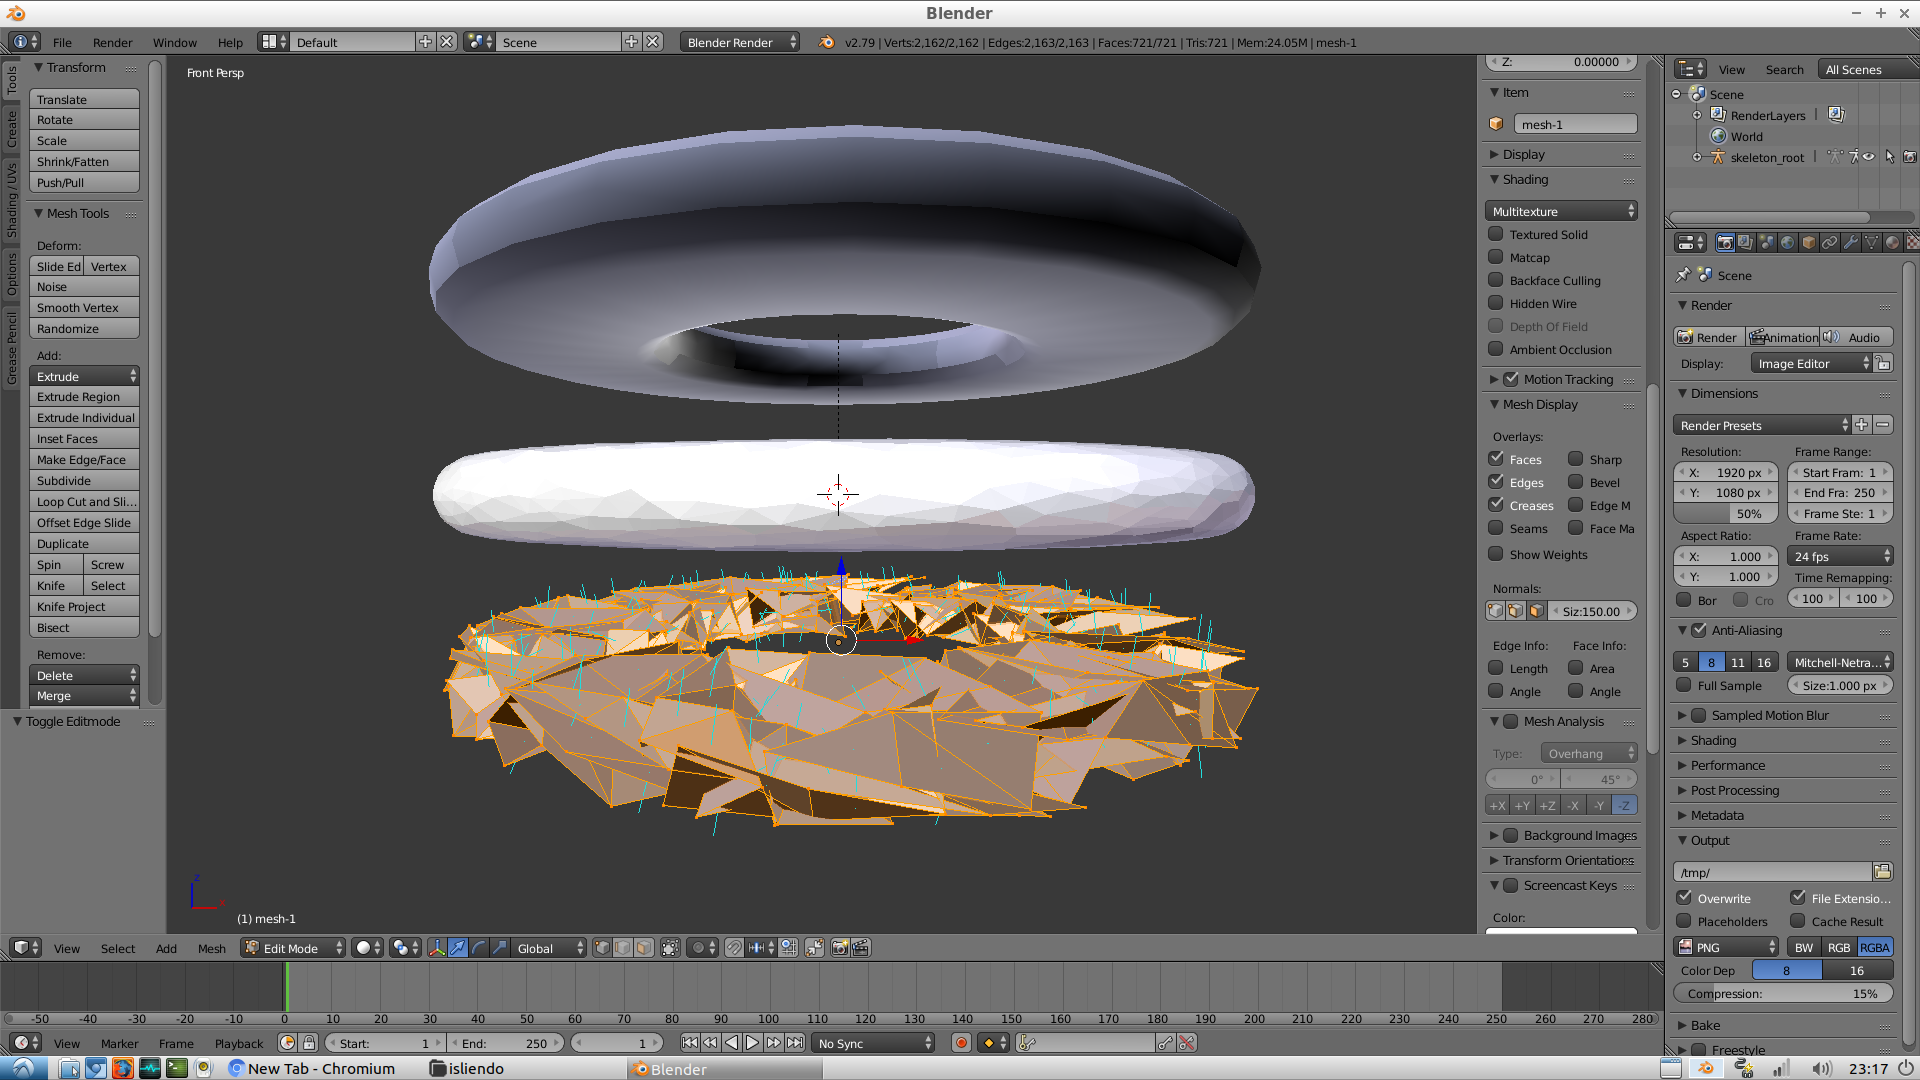 Blender
File Render Window Help Default Scene Blender Render v2.79 | Verts:2,162/2,162 | Edges:2,163/2,163 | Faces:721/721 | Tris:721 | Mem:24.05M | mesh-1
Tools
Create
Shading / UVs
Options
Grease Pencil
Transform
Translate
Rotate
Scale
Shrink/Fatten
Push/Pull
Mesh Tools
Deform:
Slide Ed Vertex
Noise
Smooth Vertex
Randomize
Add:
Extrude
Extrude Region
Extrude Individual
Inset Faces
Make Edge/Face
Subdivide
Loop Cut and Sli...
Offset Edge Slide
Duplicate
Spin Screw
Knife Select
Knife Project
Bisect
Remove:
Delete
Merge
Toggle Editmode
Front Persp
z
x
(1) mesh-1
Z: 0.00000
Item
mesh-1
Display
Shading
Multitexture
Textured Solid
Matcap
Backface Culling
Hidden Wire
Depth Of Field
Ambient Occlusion
Motion Tracking
Mesh Display
Overlays:
Faces Sharp
Edges Bevel
Creases Edge M
Seams Face Ma
Show Weights
Normals:
Siz:150.00
Edge Info: Face Info:
Length Area
Angle Angle
Mesh Analysis
Type: Overhang
0° 45°
+X +Y +Z -X -Y -Z
Background Images
Transform Orientations
Screencast Keys
Color:
View Search All Scenes
Scene
RenderLayers |
World
skeleton_root |
Scene
Render
Render Animation Audio
Display: Image Editor
Dimensions
Render Presets
Resolution: Frame Range:
X: 1920 px Start Fram: 1
Y: 1080 px End Fra: 250
50% Frame Ste: 1
Aspect Ratio: Frame Rate:
X: 1.000 24 fps
Y: 1.000 Time Remapping:
Bor Cro 100 100
Anti-Aliasing
5 8 11 16 Mitchell-Netra...
Full Sample Size:1.000 px
Sampled Motion Blur
Shading
Performance
Post Processing
Metadata
Output
/tmp/
Overwrite File Extensio...
Placeholders Cache Result
PNG BW RGB RGBA
Color Dep 8 16
Compression: 15%
Bake
Freestyle
View Select Add Mesh Edit Mode Global
-50 -40 -30 -20 -10 0 10 20 30 40 50 60 70 80 90 100 110 120 130 140 150 160 170 180 190 200 210 220 230 240 250 260 270 280
View Marker Frame Playback Start: 1 End: 250 1 No Sync
New Tab - Chromium isliendo Blender 23:17